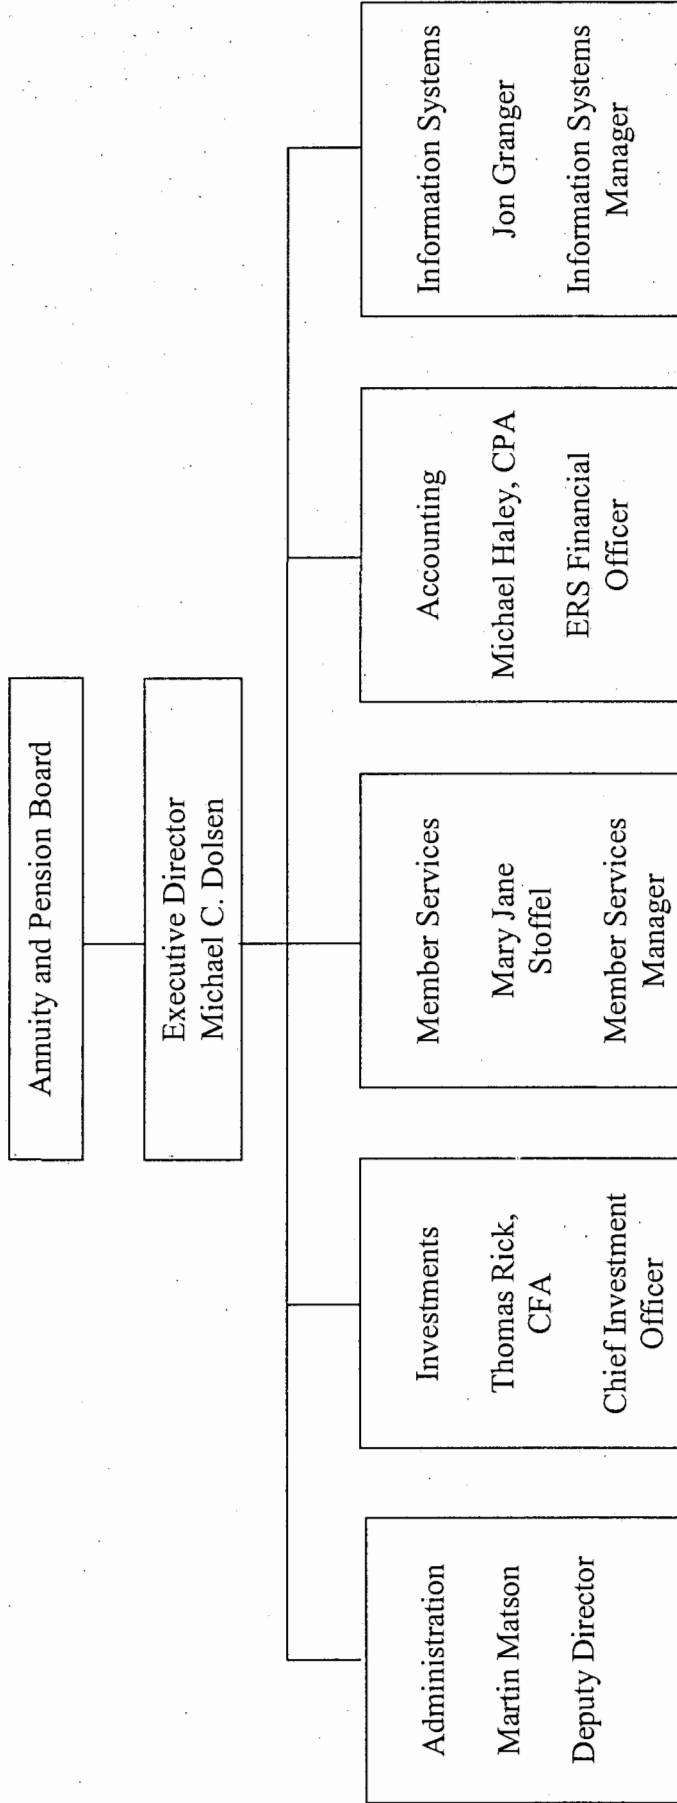 Annuity and Pension Board
Executive Director
Michael C. Dolsen
Administration
Martin Matson
Deputy Director
Investments
Thomas Rick,
CFA
Chief Investment
Officer
Member Services
Mary Jane
Stoffel
Member Services
Manager
Accounting
Michael Haley, CPA
ERS Financial
Officer
Information Systems
Jon Granger
Information Systems
Manager